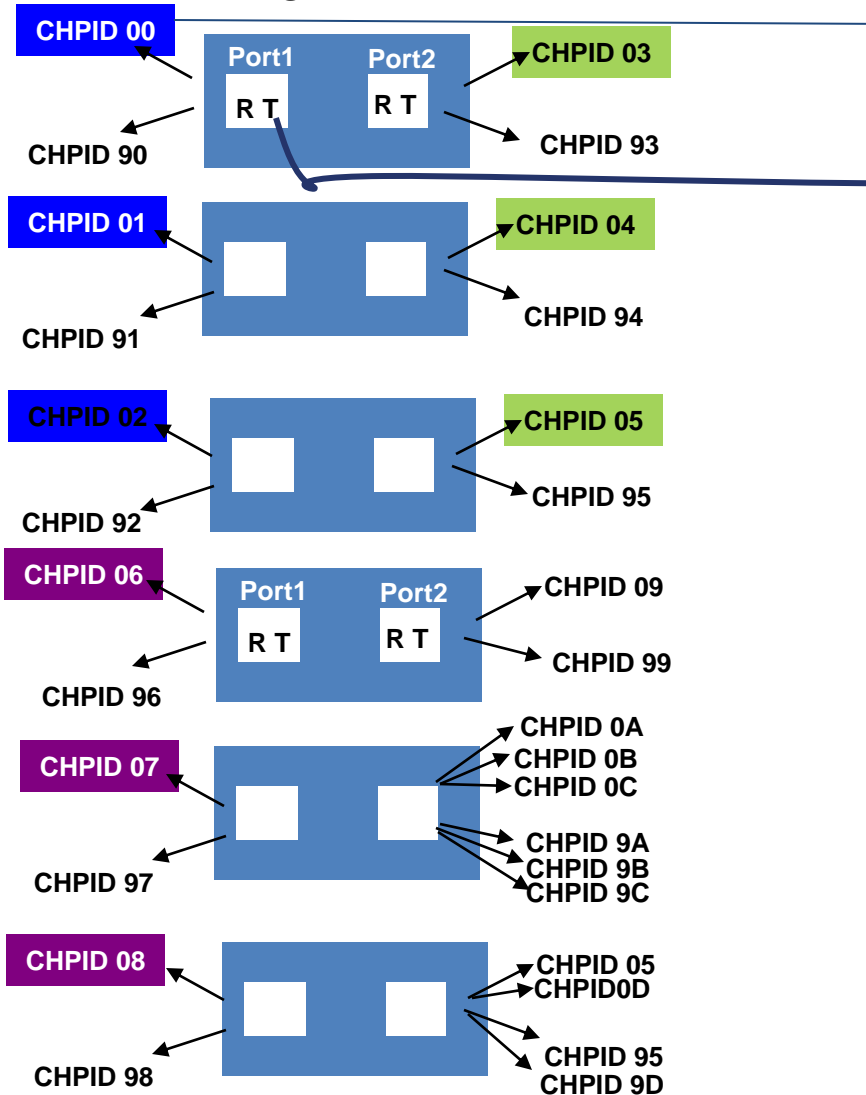 CHPID 00
Port1
Port2
CHPID 03
R T
R T
CHPID 90
CHPID 93
CHPID 01
CHPID 04
CHPID 91
CHPID 94
CHPID 02
CHPID 05
CHPID 92
CHPID 95
CHPID 06
Port1
Port2
CHPID 09
R T
R T
CHPID 96
CHPID 99
CHPID 07
CHPID 0A
CHPID 0B
CHPID 0C
CHPID 97
CHPID 9A
CHPID 9B
CHPID 9C
CHPID 08
CHPID 05
CHPID0D
CHPID 98
CHPID 95
CHPID 9D